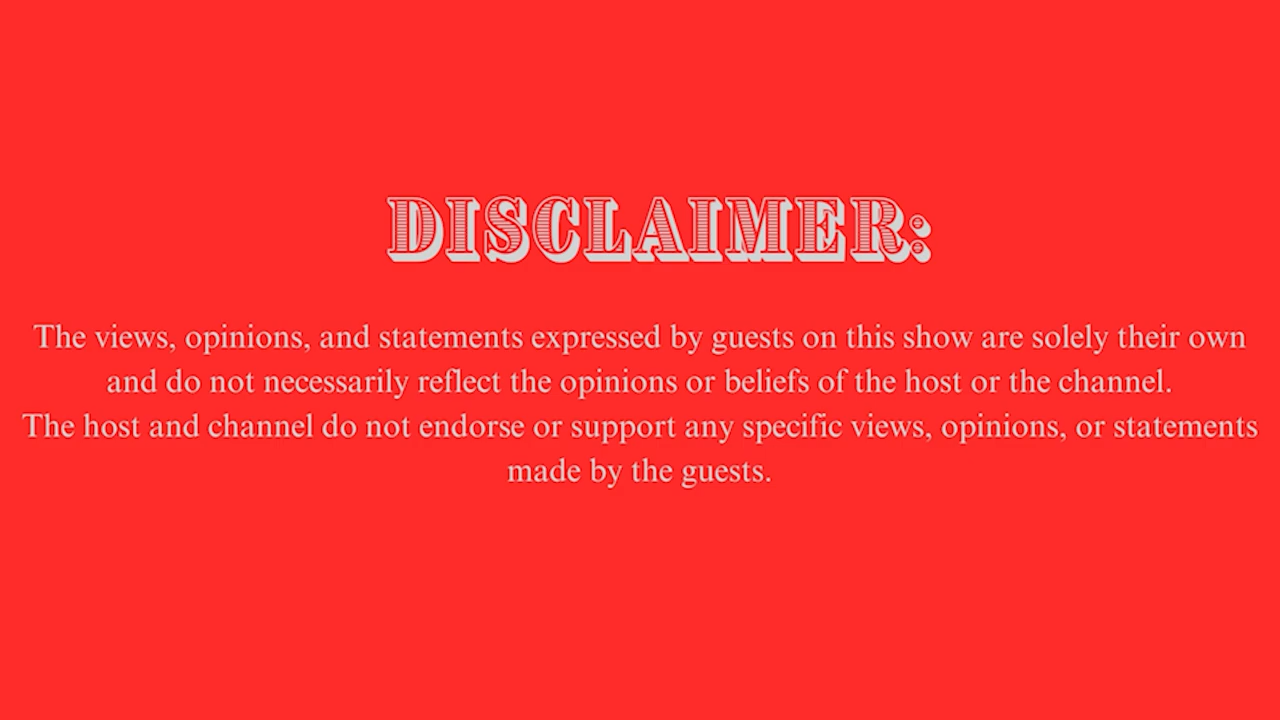 DISCLAIMER:
The views, opinions, and statements expressed by guests on this show are solely their own
and do not necessarily reflect the opinions or beliefs of the host or the channel.
The host and channel do not endorse or support any specific views, opinions, or statements
made by the guests.